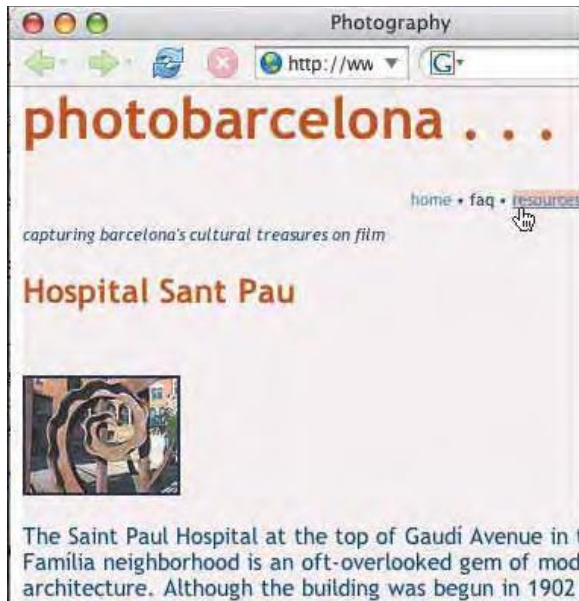 Photography
http://ww
G
photobarcelona . . .
home • faq • resources
capturing barcelona's cultural treasures on film
Hospital Sant Pau
The Saint Paul Hospital at the top of Gaudí Avenue in
Família neighborhood is an oft-overlooked gem of mod
architecture. Although the building was begun in 1902